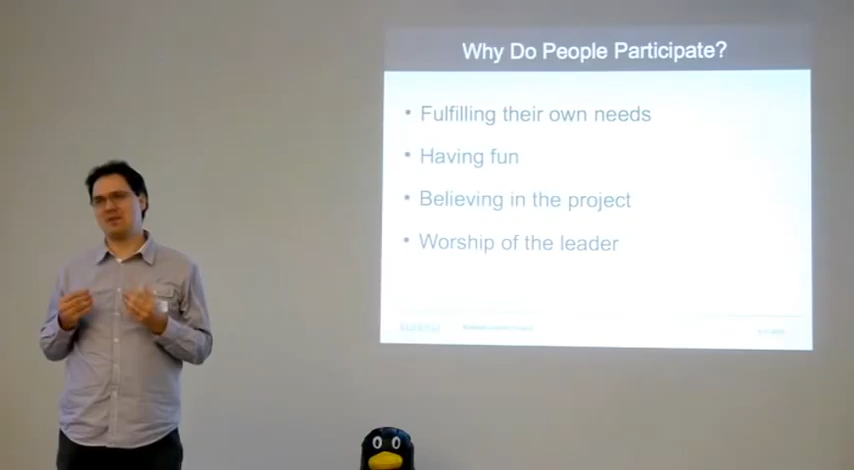 Why Do People Participate?
• Fulfilling their own needs
• Having fun
• Believing in the project
• Worship of the leader